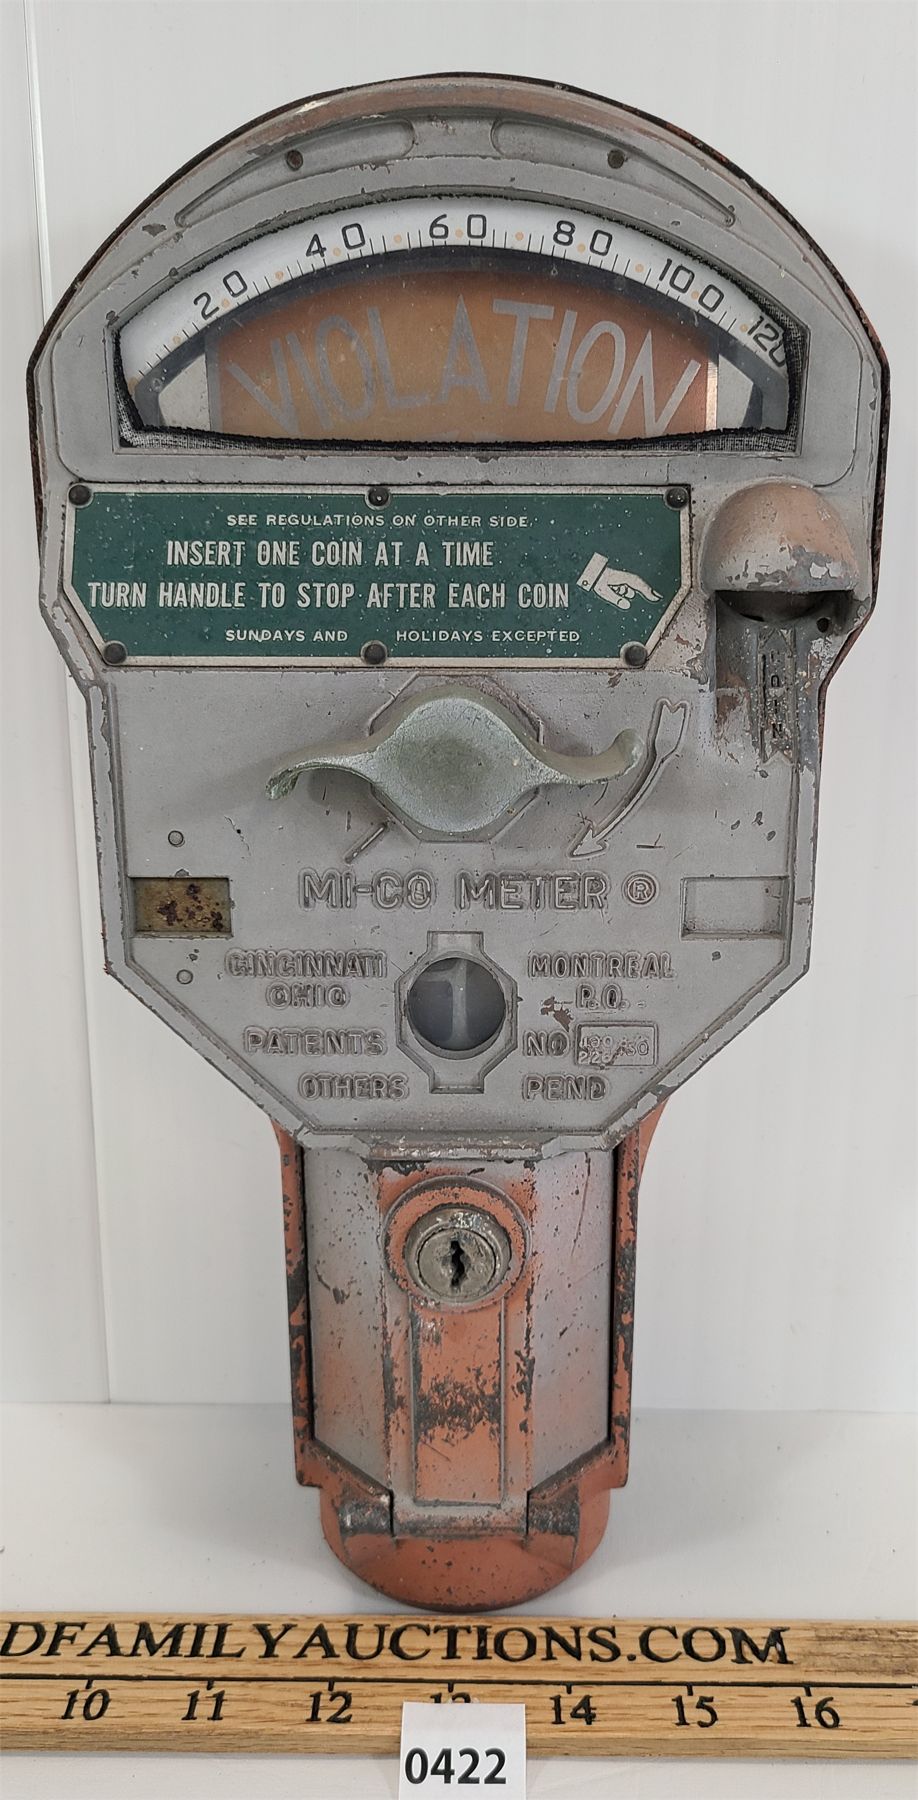 20 40 60 80 100 120
VIOLATION
SEE REGULATIONS ON OTHER SIDE
INSERT ONE COIN AT A TIME
TURN HANDLE TO STOP AFTER EACH COIN
SUNDAYS AND HOLIDAYS EXCEPTED
COIN
MI-CO METER ®
CINCINNATI MONTREAL
OHIO P.Q.
PATENTS NO
OTHERS PEND
DFAMILYAUCTIONS.COM
10 11 12 13 14 15 16
0422